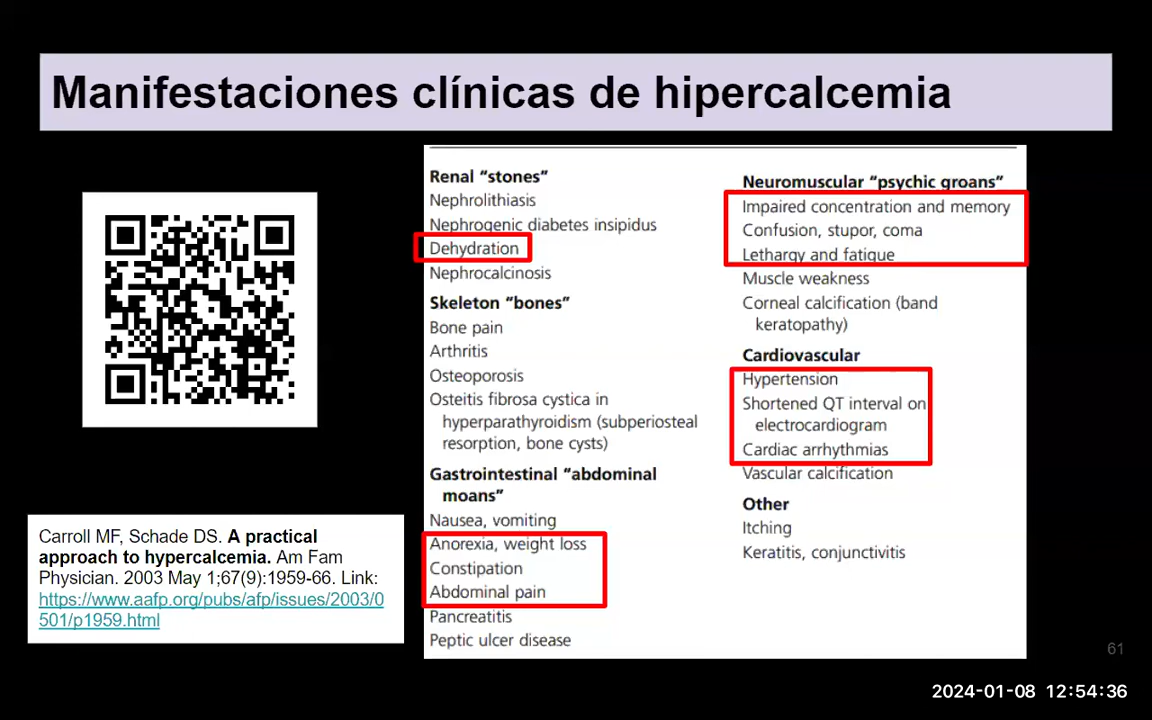 Manifestaciones clínicas de hipercalcemia
Renal “stones”
Nephrolithiasis
Nephrogenic diabetes insipidus
Dehydration
Nephrocalcinosis
Skeleton “bones”
Bone pain
Arthritis
Osteoporosis
Osteitis fibrosa cystica in
hyperparathyroidism (subperiosteal
resorption, bone cysts)
Gastrointestinal “abdominal
moans”
Nausea, vomiting
Anorexia, weight loss
Constipation
Abdominal pain
Pancreatitis
Peptic ulcer disease
Neuromuscular “psychic groans”
Impaired concentration and memory
Confusion, stupor, coma
Lethargy and fatigue
Muscle weakness
Corneal calcification (band
keratopathy)
Cardiovascular
Hypertension
Shortened QT interval on
electrocardiogram
Cardiac arrhythmias
Vascular calcification
Other
Itching
Keratitis, conjunctivitis
Carroll MF, Schade DS. A practical
approach to hypercalcemia. Am Fam
Physician. 2003 May 1;67(9):1959-66. Link:
https://www.aafp.org/pubs/afp/issues/2003/0
501/p1959.html
61
2024-01-08 12:54:36